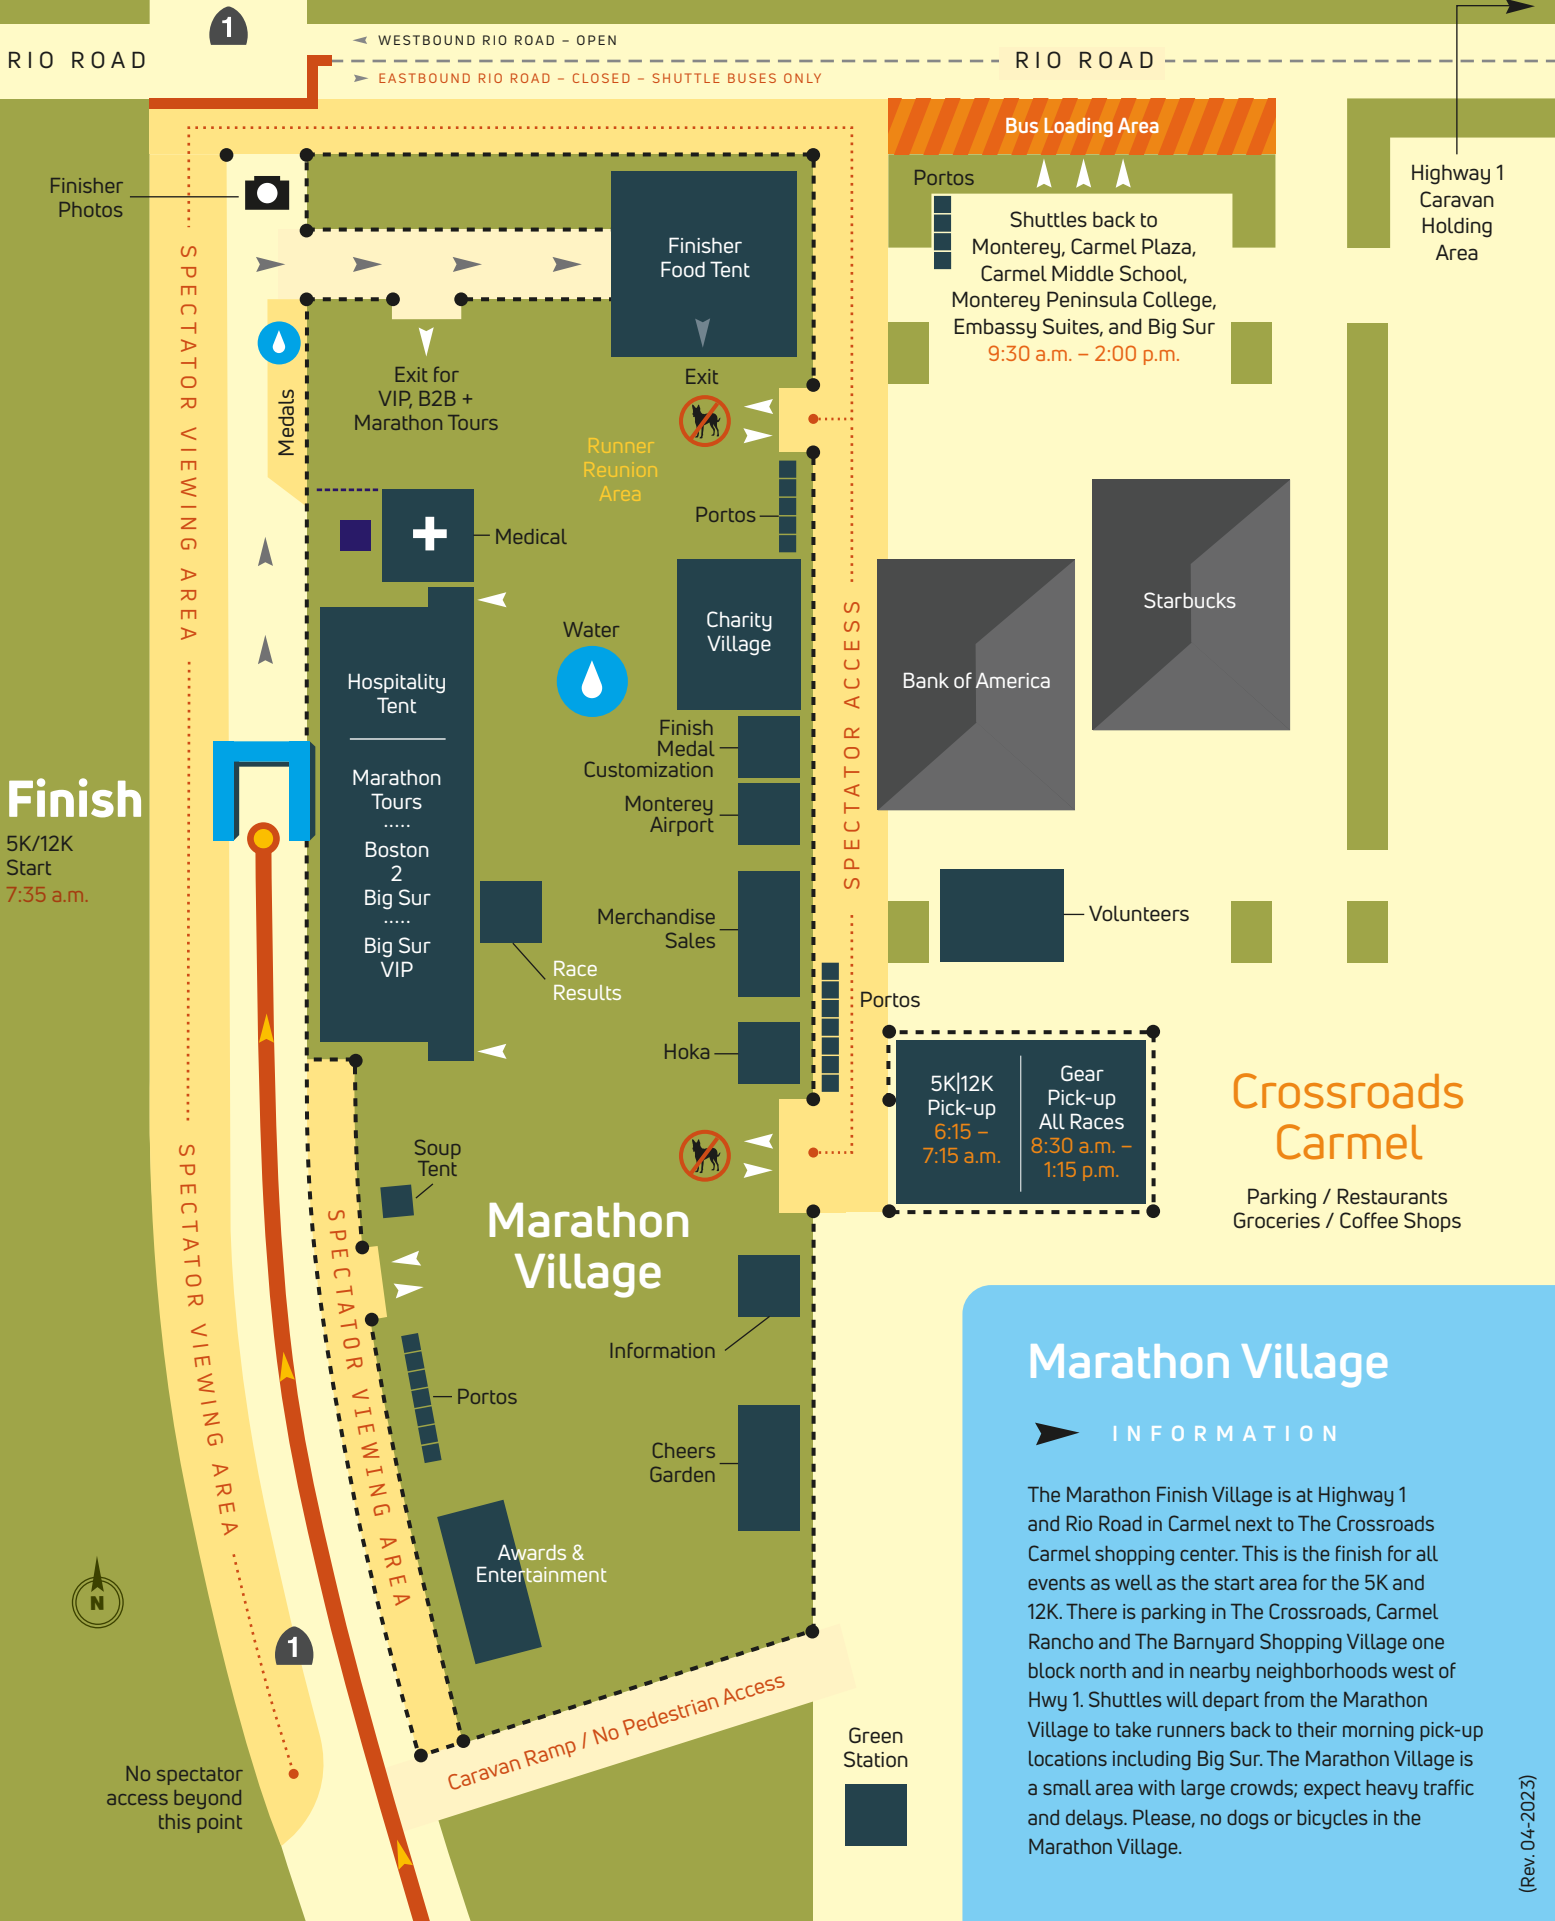 1
RIO ROAD
WESTBOUND RIO ROAD – OPEN
RIO ROAD
EASTBOUND RIO ROAD – CLOSED – SHUTTLE BUSES ONLY
Bus Loading Area
Finisher
Photos
Portos
Highway 1
Caravan
Holding
Area
Shuttles back to
Monterey, Carmel Plaza,
Carmel Middle School,
Monterey Peninsula College,
Embassy Suites, and Big Sur
9:30 a.m. – 2:00 p.m.
Finisher
Food Tent
SPECTATOR VIEWING AREA
Medals
Exit for
VIP, B2B +
Marathon Tours
Exit
Runner
Reunion
Area
Portos
Medical
Water
Charity
Village
SPECTATOR ACCESS
Starbucks
Bank of America
Hospitality
Tent
Marathon
Tours
.....
Boston
2
Big Sur
.....
Big Sur
VIP
Finish
Medal
Customization
Monterey
Airport
Finish
5K/12K
Start
7:35 a.m.
Merchandise
Sales
Race
Results
Volunteers
Portos
Hoka
5K|12K
Pick-up
6:15 –
7:15 a.m.
Gear
Pick-up
All Races
8:30 a.m. –
1:15 p.m.
Crossroads
Carmel
Parking / Restaurants
Groceries / Coffee Shops
Soup
Tent
SPECTATOR VIEWING AREA
SPECTATOR VIEWING AREA
Marathon
Village
Information
Portos
Cheers
Garden
Awards &
Entertainment
N
1
Caravan Ramp / No Pedestrian Access
No spectator
access beyond
this point
Green
Station
Marathon Village
INFORMATION
The Marathon Finish Village is at Highway 1
and Rio Road in Carmel next to The Crossroads
Carmel shopping center. This is the finish for all
events as well as the start area for the 5K and
12K. There is parking in The Crossroads, Carmel
Rancho and The Barnyard Shopping Village one
block north and in nearby neighborhoods west of
Hwy 1. Shuttles will depart from the Marathon
Village to take runners back to their morning pick-up
locations including Big Sur. The Marathon Village is
a small area with large crowds; expect heavy traffic
and delays. Please, no dogs or bicycles in the
Marathon Village.
(Rev. 04-2023)